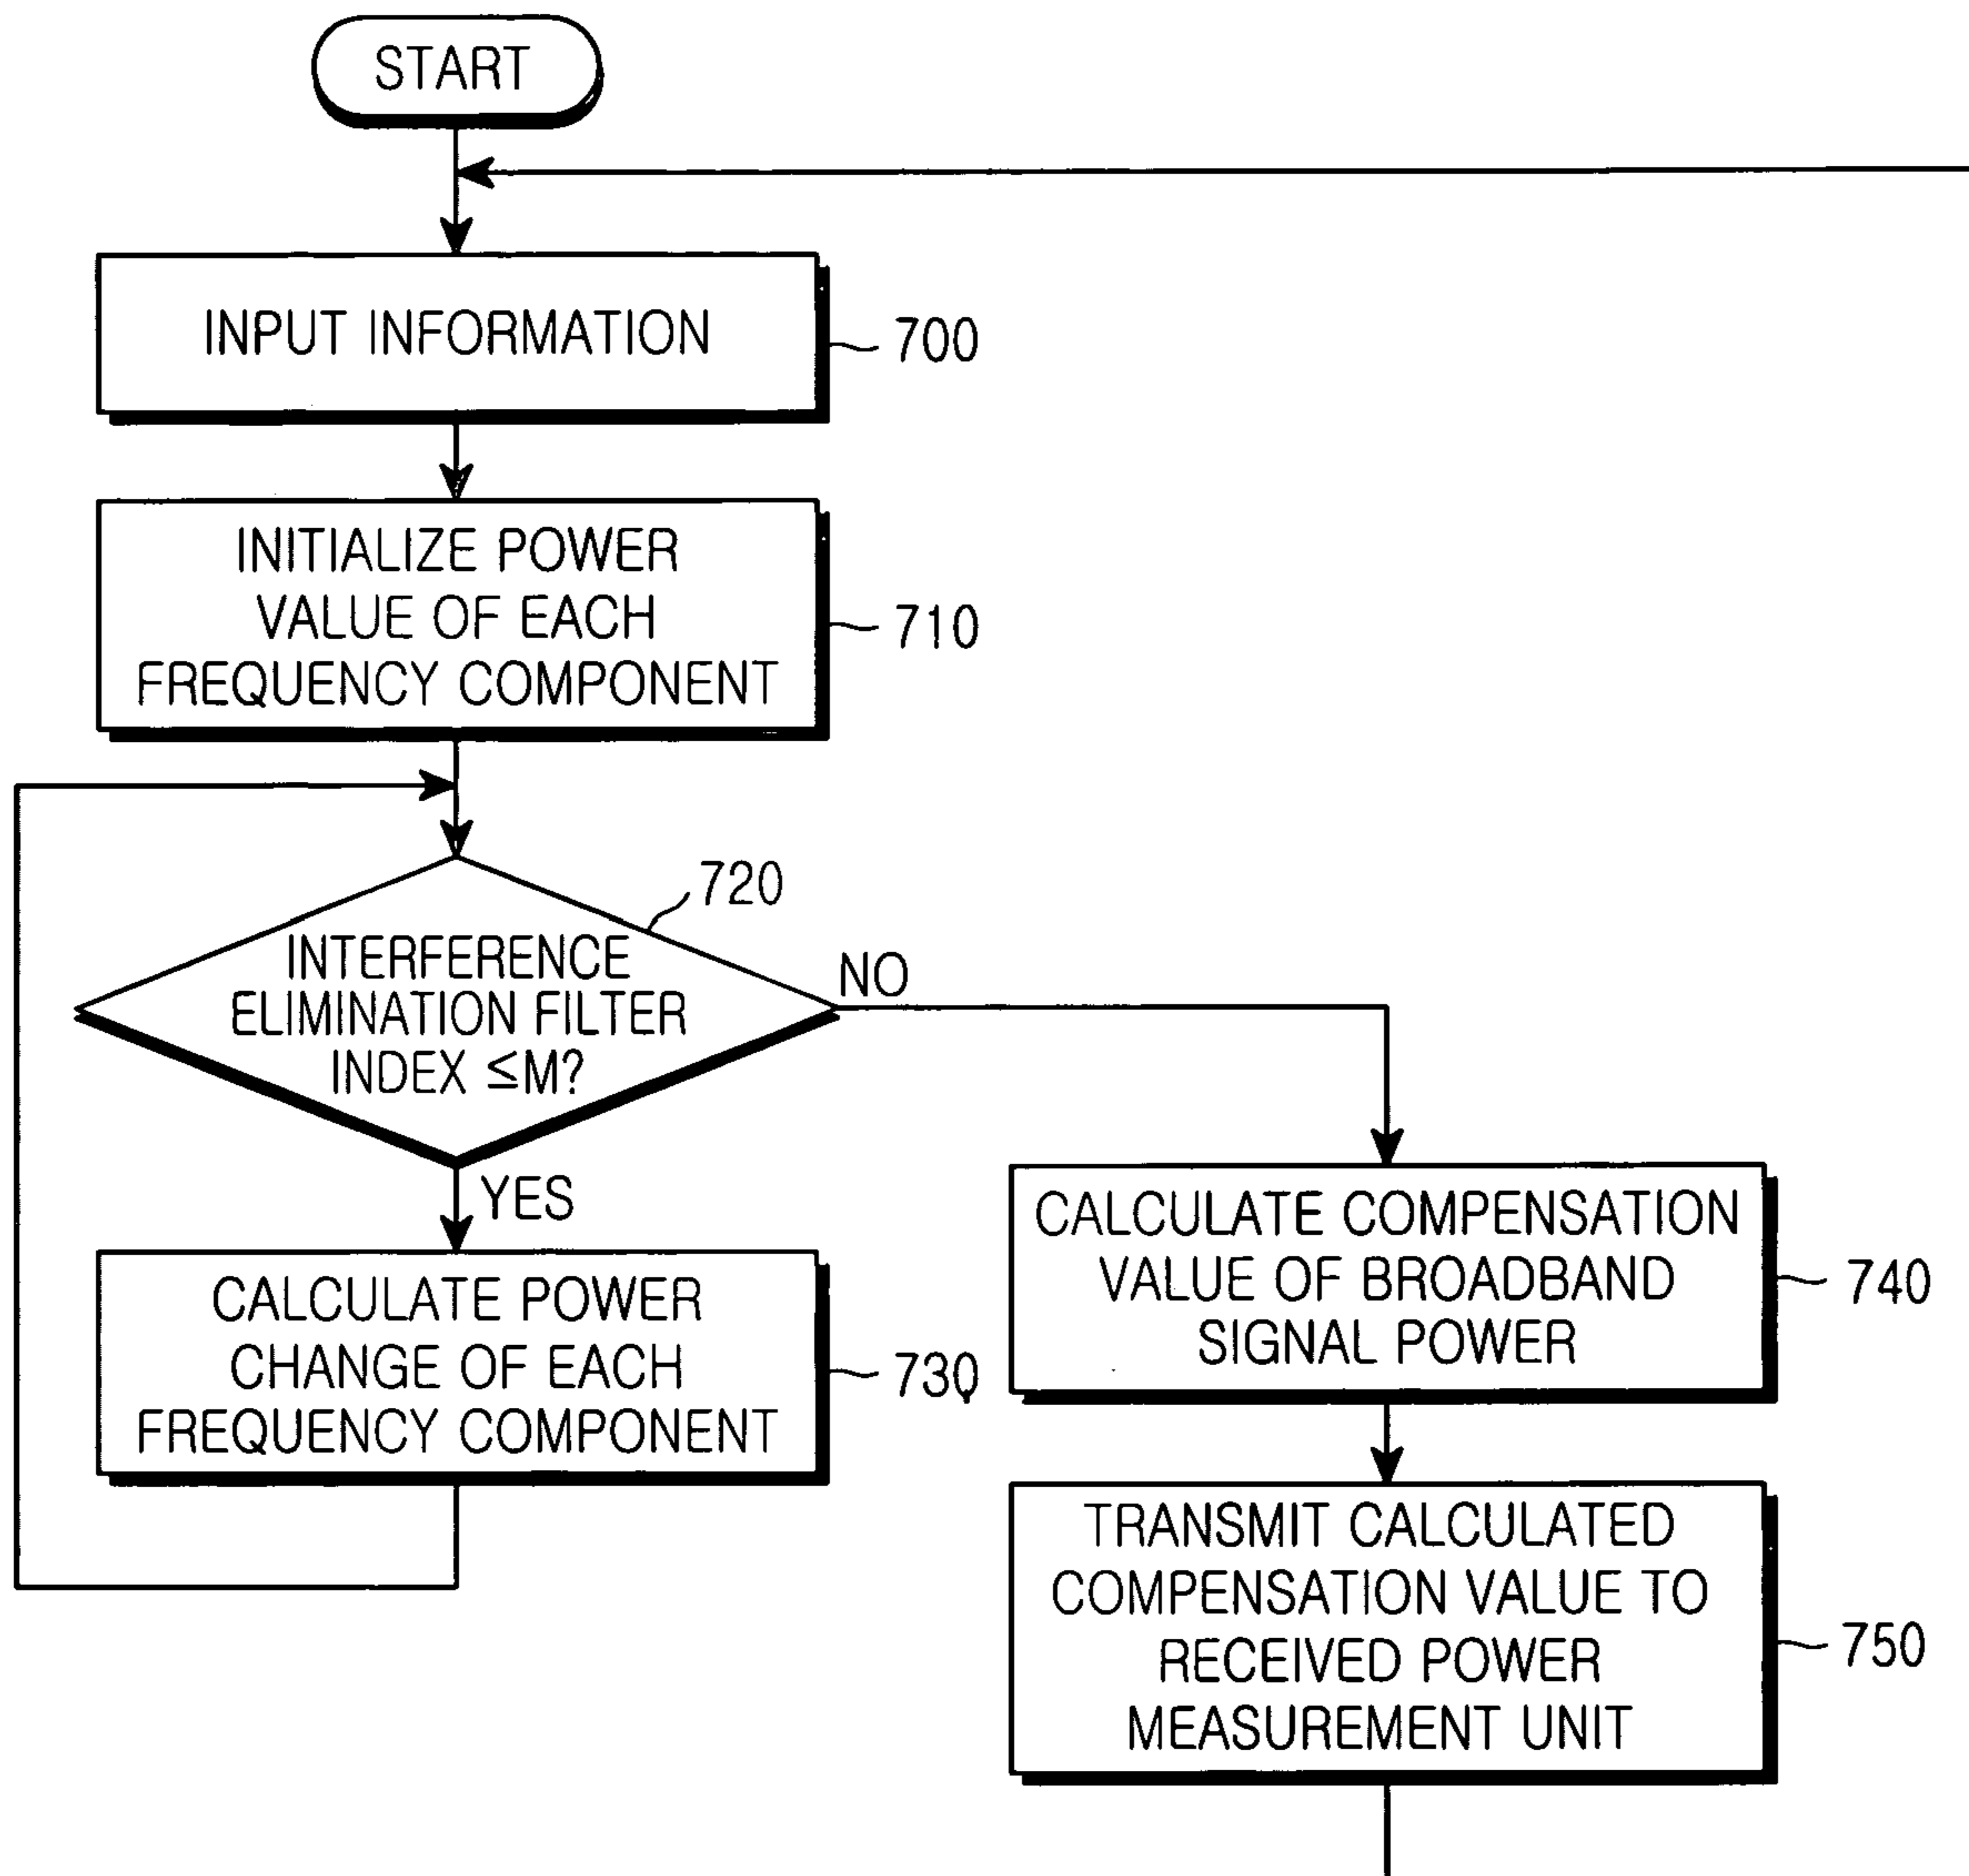 START
INPUT INFORMATION
700
INITIALIZE POWER
VALUE OF EACH
FREQUENCY COMPONENT
710
720
INTERFERENCE
ELIMINATION FILTER
INDEX ≤M?
NO
YES
CALCULATE POWER
CHANGE OF EACH
FREQUENCY COMPONENT
730
CALCULATE COMPENSATION
VALUE OF BROADBAND
SIGNAL POWER
740
TRANSMIT CALCULATED
COMPENSATION VALUE TO
RECEIVED POWER
MEASUREMENT UNIT
750